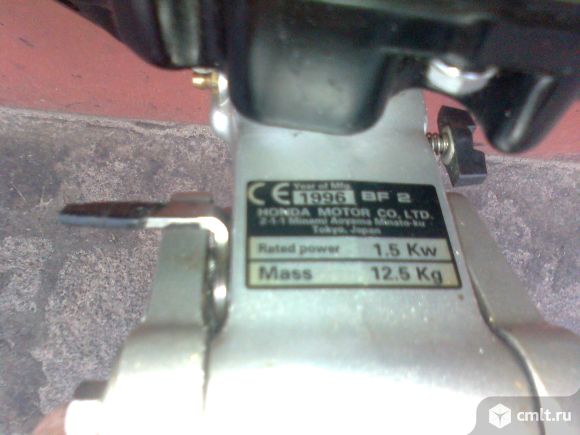 CE Year of Mfg 1996 BF 2
HONDA MOTOR CO., LTD.
2-1-1 Minami Aoyama Minato-ku
Tokyo, Japan
Rated power 1.5 Kw
Mass 12.5 Kg
cmlt.ru